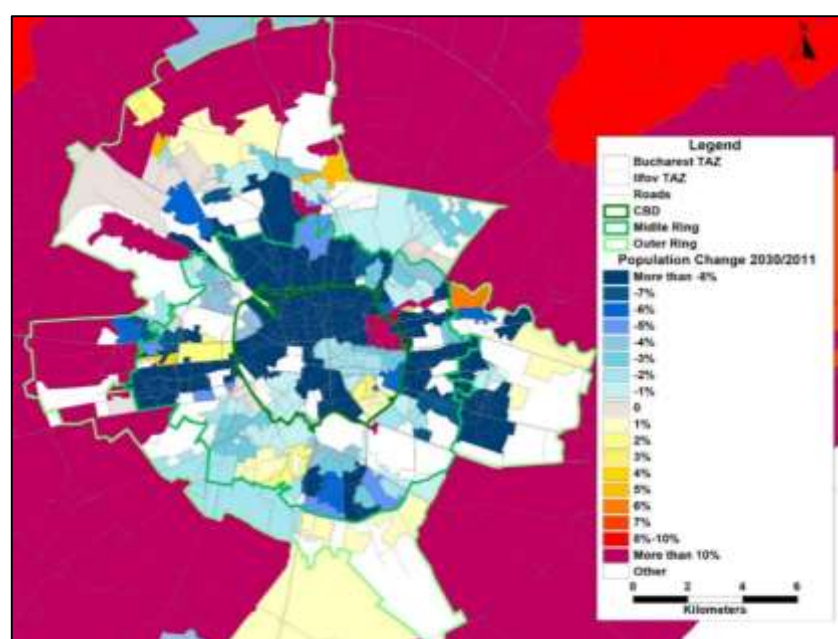 Legend
Bucharest TAZ
Ilfov TAZ
Roads
CBD
Midlle Ring
Outer Ring
Population Change 2030/2011
More than -8%
-7%
-6%
-5%
-4%
-3%
-2%
-1%
0
1%
2%
3%
4%
5%
6%
7%
8%-10%
More than 10%
Other
0 2 4 6
Kilometers